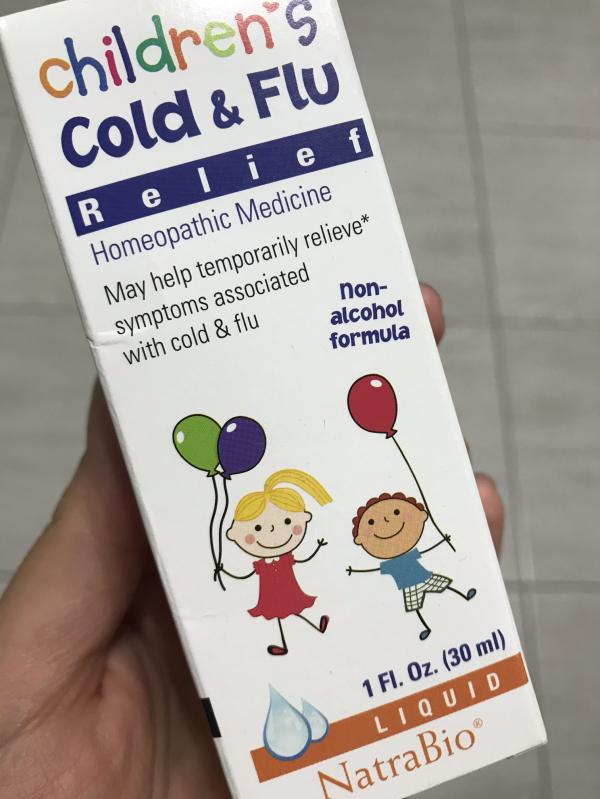 children's
Cold & Flu
Relief
Homeopathic Medicine
May help temporarily relieve*
symptoms associated
with cold & flu
Non-
alcohol
formula
1 Fl. Oz. (30 ml)
LIQUID
NatraBio®